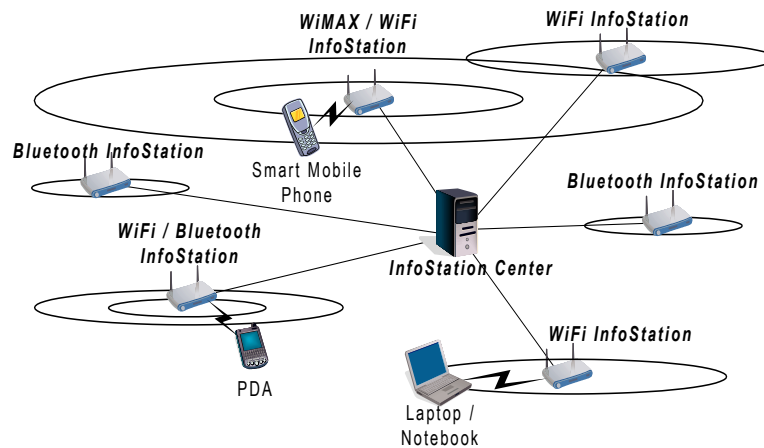 WiMAX / WiFi
InfoStation
WiFi InfoStation
Bluetooth InfoStation
Smart Mobile
Phone
Bluetooth InfoStation
WiFi / Bluetooth
InfoStation
InfoStation Center
WiFi InfoStation
PDA
Laptop /
Notebook